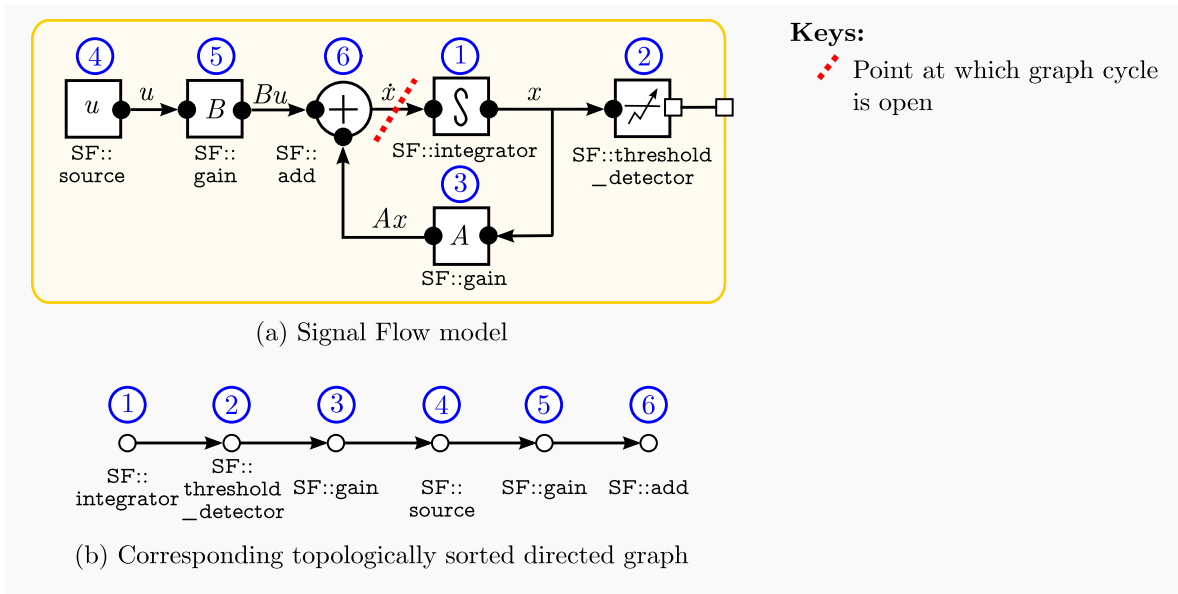 4 5 6 1 2
u u B Bu + ẋ ∫ x
SF:: SF:: SF:: SF::integrator SF::threshold
source gain add _detector
3
Ax A
SF::gain
(a) Signal Flow model
Keys:
Point at which graph cycle
is open
1 2 3 4 5 6
SF:: SF:: SF::gain SF:: SF::gain SF::add
integrator threshold source
_detector
(b) Corresponding topologically sorted directed graph